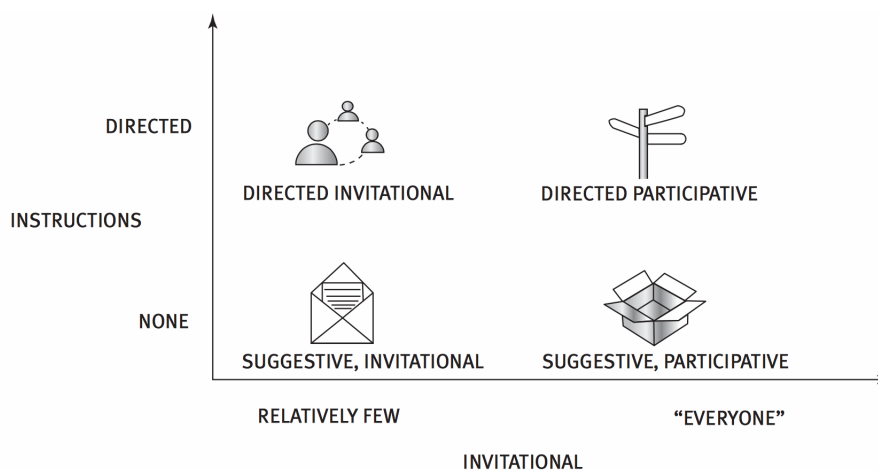 DIRECTED
DIRECTED INVITATIONAL
DIRECTED PARTICIPATIVE
INSTRUCTIONS
NONE
SUGGESTIVE, INVITATIONAL
SUGGESTIVE, PARTICIPATIVE
RELATIVELY FEW
“EVERYONE”
INVITATIONAL